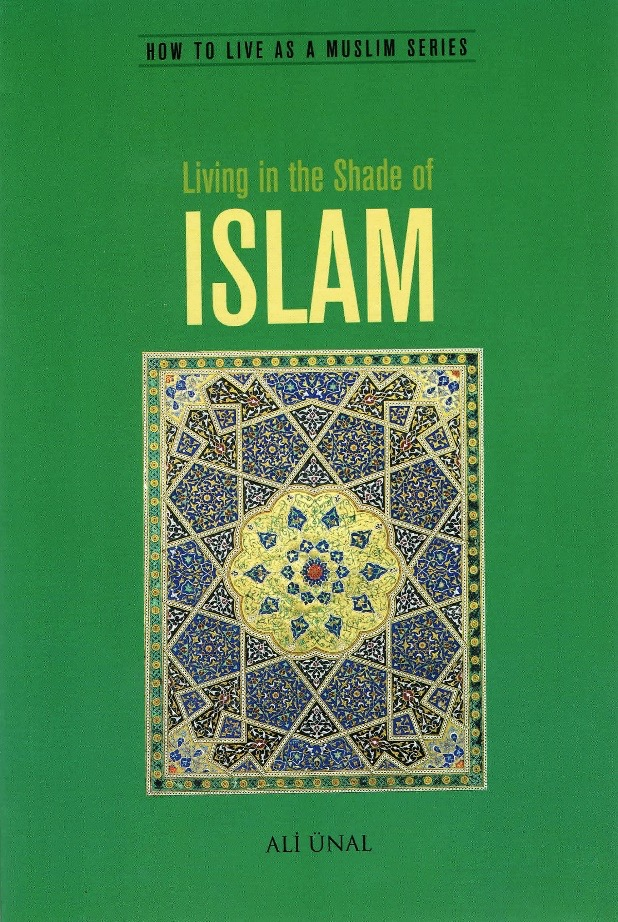 HOW TO LIVE AS A MUSLIM SERIES
Living in the Shade of
ISLAM
ALİ ÜNAL